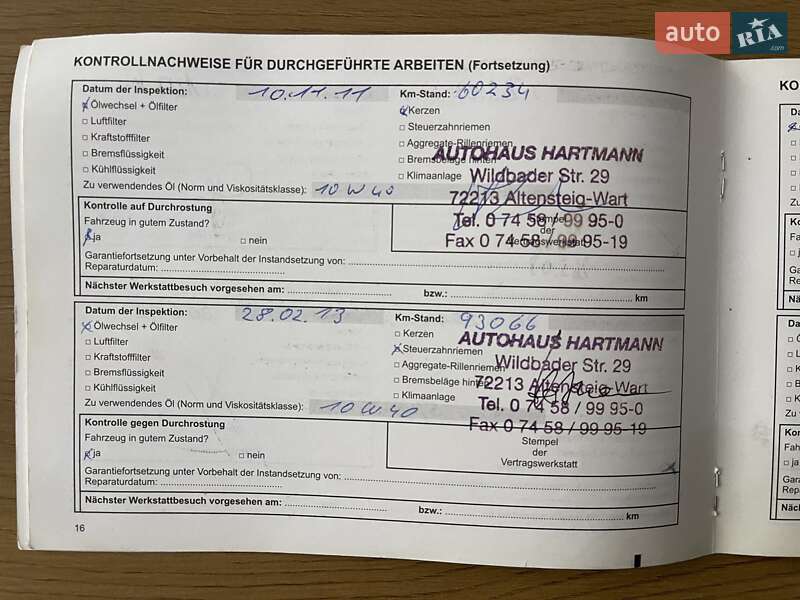 auto RIA .com
KONTROLLNACHWEISE FÜR DURCHGEFÜHRTE ARBEITEN (Fortsetzung)
Datum der Inspektion: 10.11.11 Km-Stand: 60234
Ölwechsel + Ölfilter Kerzen
Luftfilter Steuerzahnriemen
Kraftstofffilter Aggregate-Rillenriemen
Bremsflüssigkeit Bremsbeläge hinten
Kühlflüssigkeit Klimaanlage
Zu verwendendes Öl (Norm und Viskositätsklasse): 10 W 40
AUTOHAUS HARTMANN
Wildbader Str. 29
72213 Altensteig-Wart
Tel. 0 74 58 / 99 95-0
Fax 0 74 58 / 99 95-19
Kontrolle auf Durchrostung
Fahrzeug in gutem Zustand?
ja nein
Stempel
der
Vertragswerkstatt
Garantiefortsetzung unter Vorbehalt der Instandsetzung von:
Reparaturdatum:
Nächster Werkstattbesuch vorgesehen am: bzw.: km
Datum der Inspektion: 28.02.13 Km-Stand: 93066
Ölwechsel + Ölfilter Kerzen
Luftfilter Steuerzahnriemen
Kraftstofffilter Aggregate-Rillenriemen
Bremsflüssigkeit Bremsbeläge hinten
Kühlflüssigkeit Klimaanlage
Zu verwendendes Öl (Norm und Viskositätsklasse): 10 W 40
AUTOHAUS HARTMANN
Wildbader Str. 29
72213 Altensteig-Wart
Tel. 0 74 58 / 99 95-0
Fax 0 74 58 / 99 95-19
Kontrolle gegen Durchrostung
Fahrzeug in gutem Zustand?
ja nein
Stempel
der
Vertragswerkstatt
Garantiefortsetzung unter Vorbehalt der Instandsetzung von:
Reparaturdatum:
Nächster Werkstattbesuch vorgesehen am: bzw.: km
16